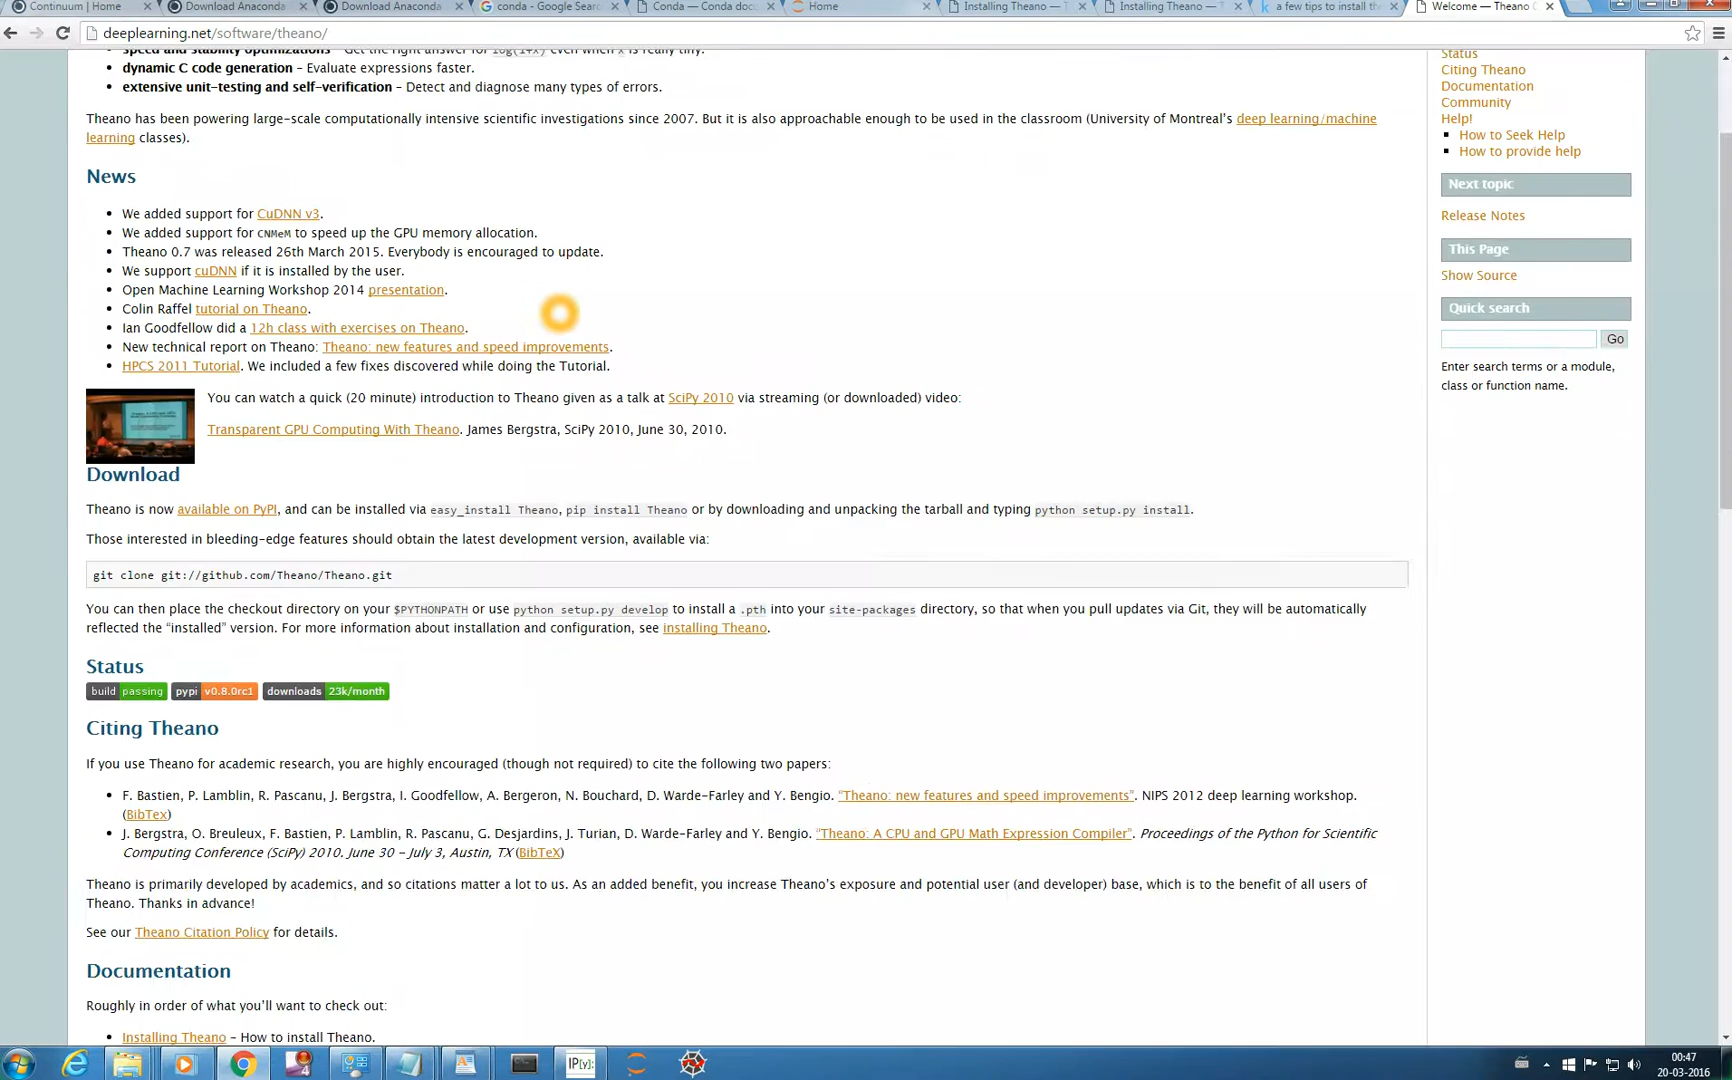 Continuum | Home
Download Anaconda
Download Anaconda
conda - Google Sear
Conda — Conda docu
Home
Installing Theano — T
Installing Theano — T
a few tips to install the
Welcome — Theano
deeplearning.net/software/theano/
speed and stability optimizations – Get the right answer for log(1+x) even when x is really tiny.
dynamic C code generation – Evaluate expressions faster.
extensive unit-testing and self-verification – Detect and diagnose many types of errors.
Theano has been powering large-scale computationally intensive scientific investigations since 2007. But it is also approachable enough to be used in the classroom (University of Montreal's deep learning/machine
learning classes).
News
We added support for CuDNN v3.
We added support for CNMeM to speed up the GPU memory allocation.
Theano 0.7 was released 26th March 2015. Everybody is encouraged to update.
We support cuDNN if it is installed by the user.
Open Machine Learning Workshop 2014 presentation.
Colin Raffel tutorial on Theano.
Ian Goodfellow did a 12h class with exercises on Theano.
New technical report on Theano: Theano: new features and speed improvements.
HPCS 2011 Tutorial. We included a few fixes discovered while doing the Tutorial.
You can watch a quick (20 minute) introduction to Theano given as a talk at SciPy 2010 via streaming (or downloaded) video:
Transparent GPU Computing With Theano. James Bergstra, SciPy 2010, June 30, 2010.
Download
Theano is now available on PyPI, and can be installed via easy_install Theano, pip install Theano or by downloading and unpacking the tarball and typing python setup.py install.
Those interested in bleeding-edge features should obtain the latest development version, available via:
git clone git://github.com/Theano/Theano.git
You can then place the checkout directory on your $PYTHONPATH or use python setup.py develop to install a .pth into your site-packages directory, so that when you pull updates via Git, they will be automatically
reflected the “installed” version. For more information about installation and configuration, see installing Theano.
Status
build passing pypi v0.8.0rc1 downloads 23k/month
Citing Theano
If you use Theano for academic research, you are highly encouraged (though not required) to cite the following two papers:
F. Bastien, P. Lamblin, R. Pascanu, J. Bergstra, I. Goodfellow, A. Bergeron, N. Bouchard, D. Warde-Farley and Y. Bengio. “Theano: new features and speed improvements”. NIPS 2012 deep learning workshop.
(BibTex)
J. Bergstra, O. Breuleux, F. Bastien, P. Lamblin, R. Pascanu, G. Desjardins, J. Turian, D. Warde-Farley and Y. Bengio. “Theano: A CPU and GPU Math Expression Compiler”. Proceedings of the Python for Scientific
Computing Conference (SciPy) 2010. June 30 - July 3, Austin, TX (BibTeX)
Theano is primarily developed by academics, and so citations matter a lot to us. As an added benefit, you increase Theano's exposure and potential user (and developer) base, which is to the benefit of all users of
Theano. Thanks in advance!
See our Theano Citation Policy for details.
Documentation
Roughly in order of what you'll want to check out:
Installing Theano – How to install Theano.
Status
Citing Theano
Documentation
Community
Help!
How to Seek Help
How to provide help
Next topic
Release Notes
This Page
Show Source
Quick search
Go
Enter search terms or a module,
class or function name.
IP[y]:
00:47
20-03-2016